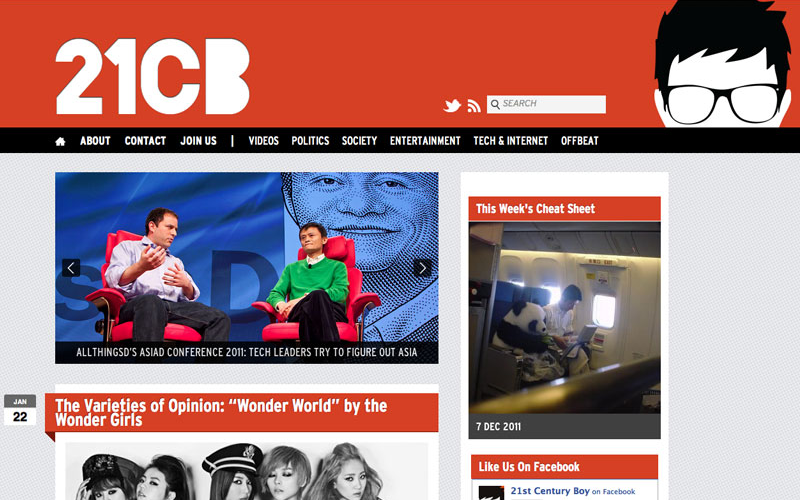 21CB
SEARCH
ABOUT CONTACT JOIN US | VIDEOS POLITICS SOCIETY ENTERTAINMENT TECH & INTERNET OFFBEAT
ALLTHINGSD'S ASIAD CONFERENCE 2011: TECH LEADERS TRY TO FIGURE OUT ASIA
This Week's Cheat Sheet
7 DEC 2011
JAN
22
The Varieties of Opinion: “Wonder World” by the
Wonder Girls
Like Us On Facebook
21st Century Boy on Facebook